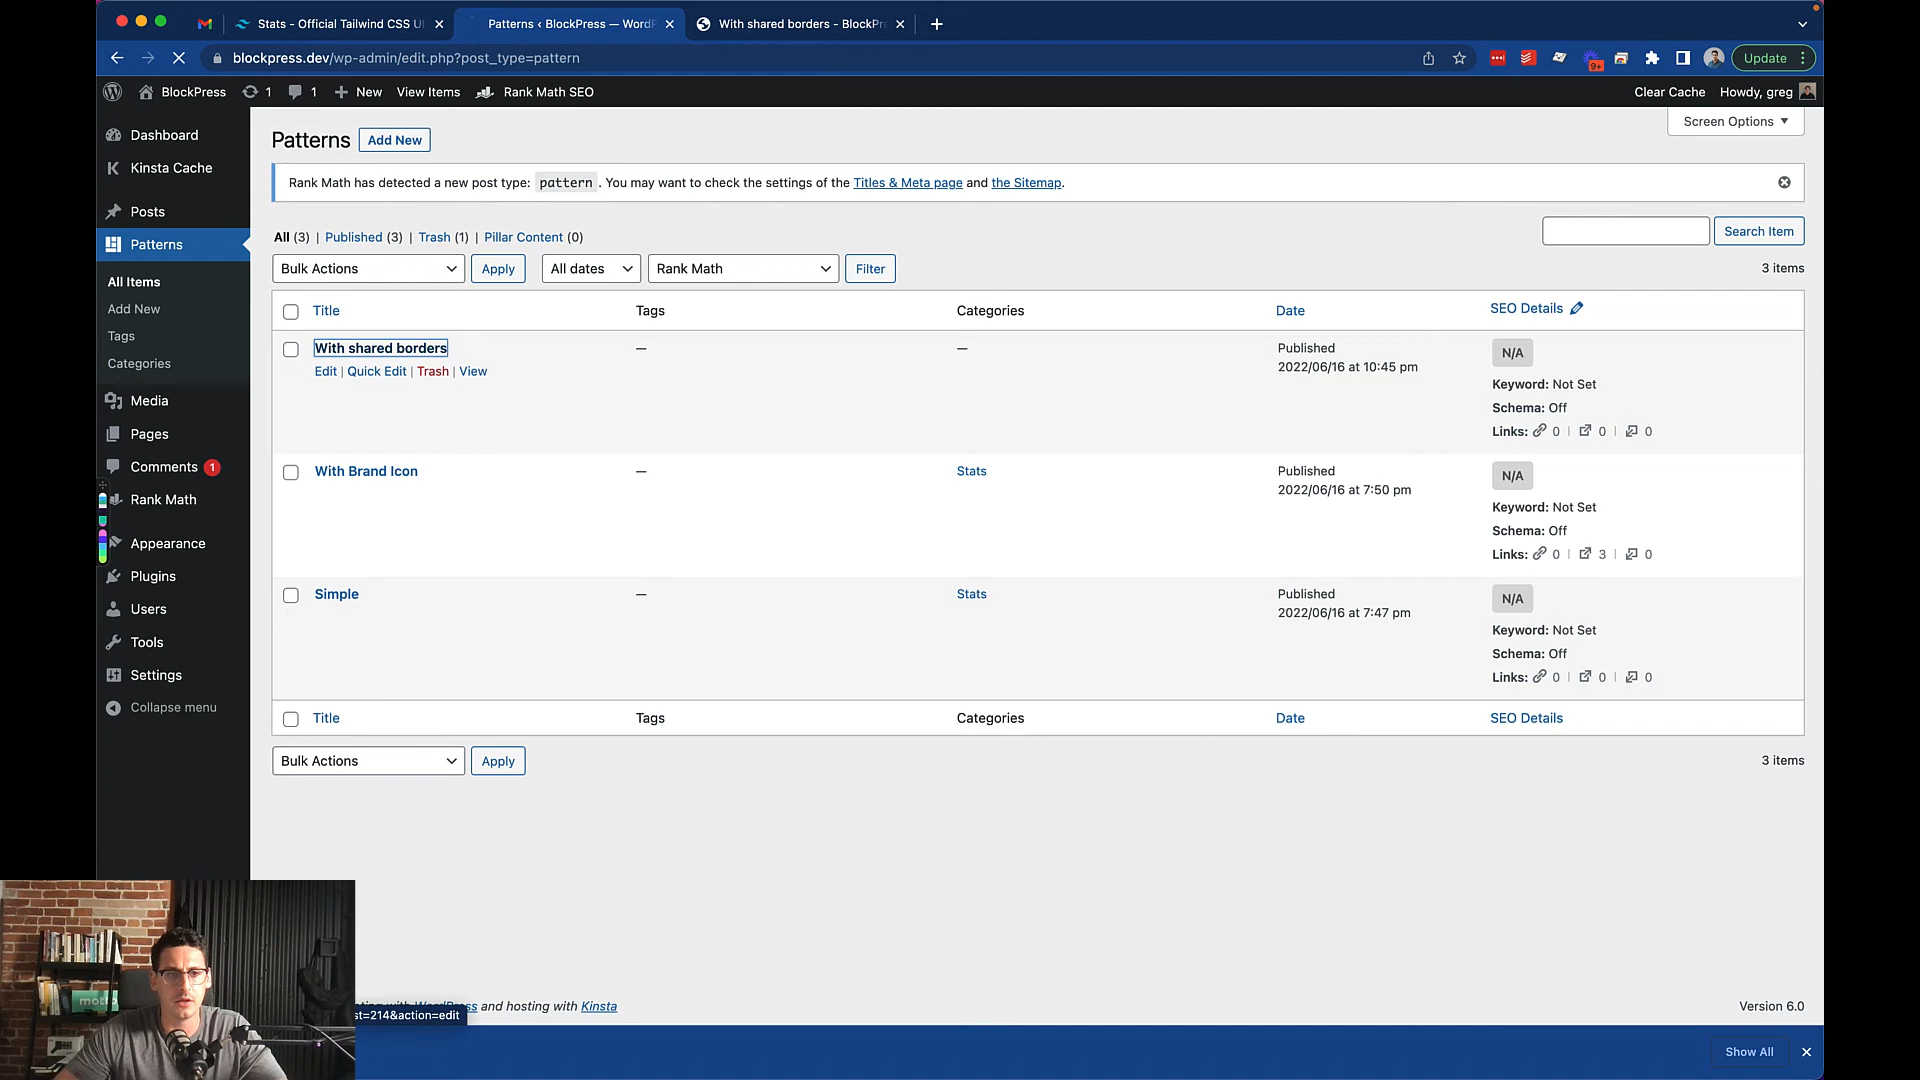 Stats - Official Tailwind CSS UI
Patterns ‹ BlockPress — WordP
With shared borders - BlockPre
blockpress.dev/wp-admin/edit.php?post_type=pattern
9+
Update
BlockPress 1 1 New View Items Rank Math SEO
Clear Cache Howdy, greg
Dashboard
Kinsta Cache
Posts
Patterns
All Items
Add New
Tags
Categories
Media
Pages
Comments 1
Rank Math
Appearance
Plugins
Users
Tools
Settings
Collapse menu
Screen Options
Patterns Add New
Rank Math has detected a new post type: pattern . You may want to check the settings of the Titles & Meta page and the Sitemap.
All (3) | Published (3) | Trash (1) | Pillar Content (0)
Search Item
Bulk Actions Apply All dates Rank Math Filter
3 items
Title Tags Categories Date SEO Details
With shared borders — — Published N/A
Edit | Quick Edit | Trash | View 2022/06/16 at 10:45 pm
Keyword: Not Set
Schema: Off
Links: 0 | 0 | 0
With Brand Icon — Stats Published N/A
2022/06/16 at 7:50 pm
Keyword: Not Set
Schema: Off
Links: 0 | 3 | 0
Simple — Stats Published N/A
2022/06/16 at 7:47 pm
Keyword: Not Set
Schema: Off
Links: 0 | 0 | 0
Title Tags Categories Date SEO Details
Bulk Actions Apply
3 items
with WordPress and hosting with Kinsta
Version 6.0
st=214&action=edit
Show All